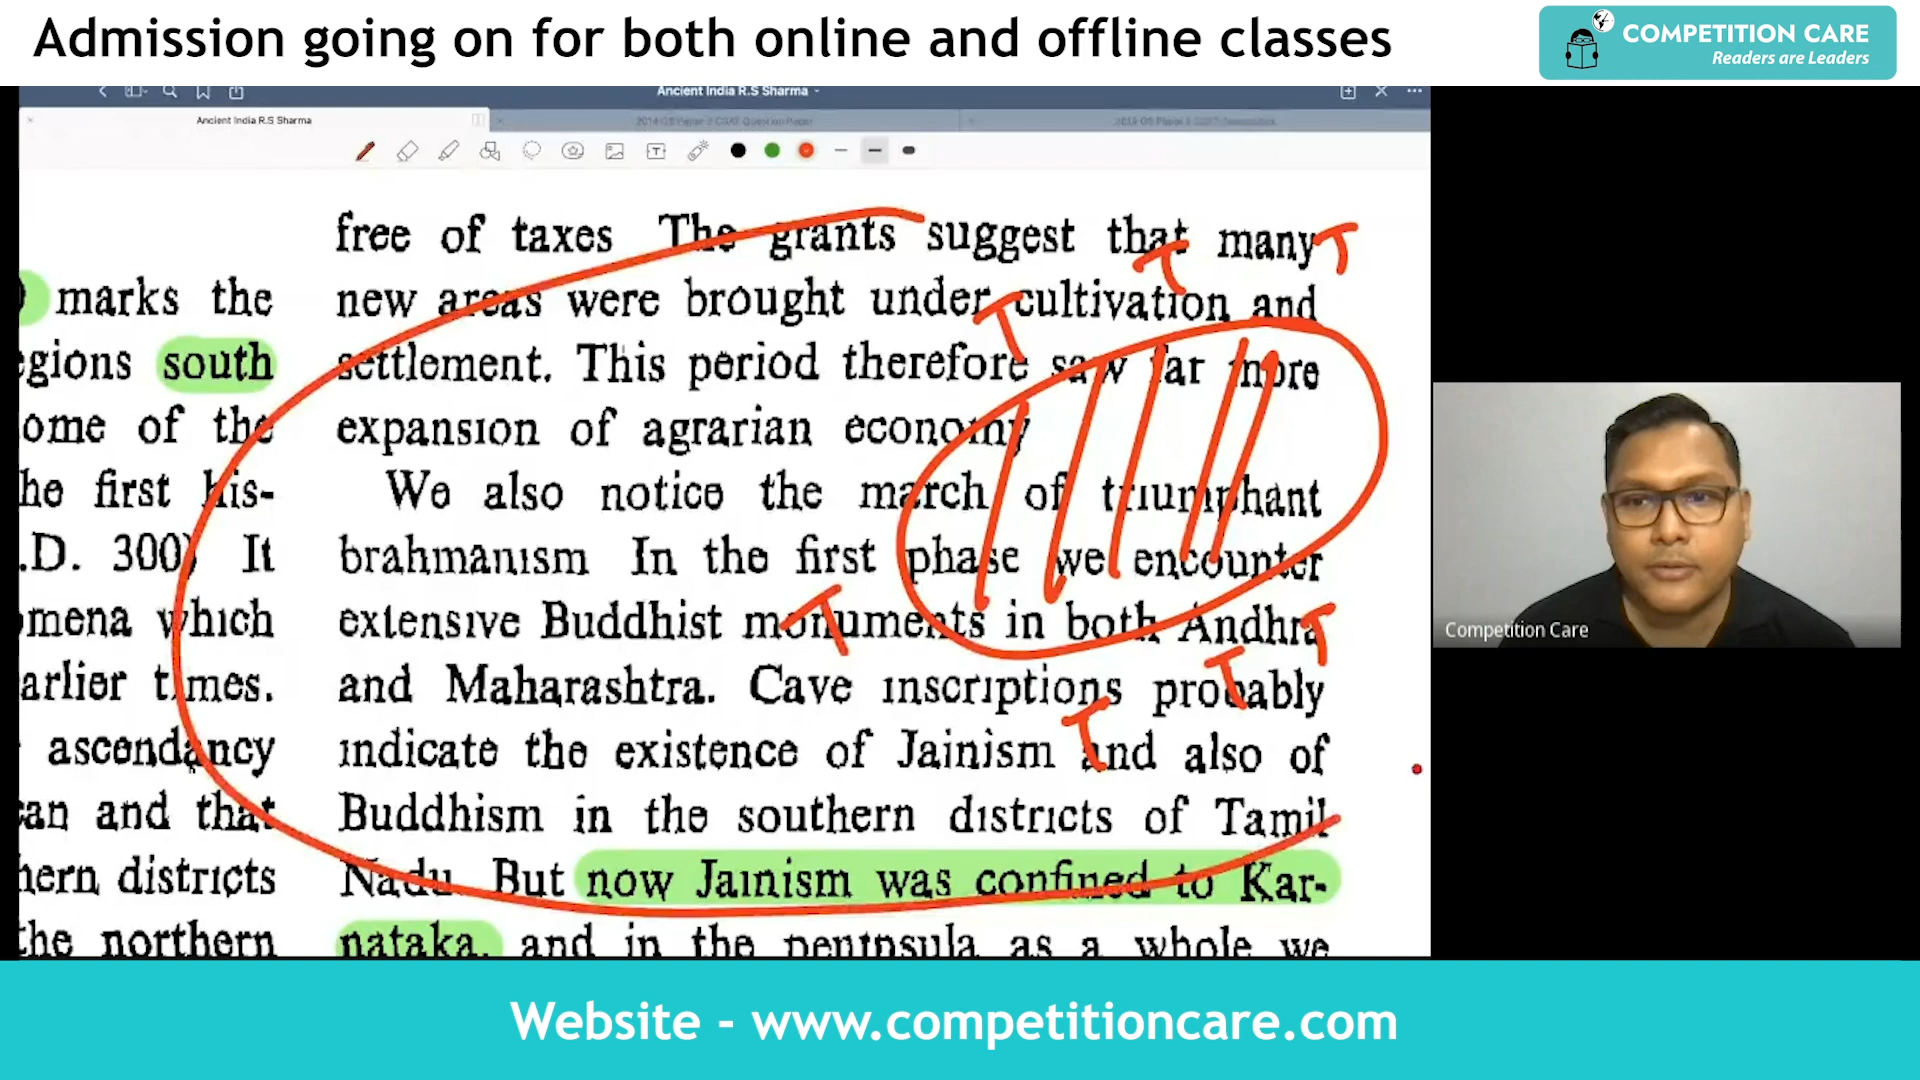 Admission going on for both online and offline classes
COMPETITION CARE
Readers are Leaders
Ancient India R.S Sharma
Ancient India R.S Sharma
marks the
egions south
ome of the
he first his-
.D. 300) It
mena which
arlier times.
ascendancy
an and that
hern districts
the northern
free of taxes The grants suggest that many
new areas were brought under cultivation and
settlement. This period therefore saw far more
expansion of agrarian economy
We also notice the march of triumphant
brahmanism In the first phase we encounter
extensive Buddhist monuments in both Andhra
and Maharashtra. Cave inscriptions probably
indicate the existence of Jainism and also of
Buddhism in the southern districts of Tamil
Nadu But now Jainism was confined to Kar-
nataka, and in the peninsula as a whole we
T
T
T
T
T
T
T
Competition Care
Website - www.competitioncare.com